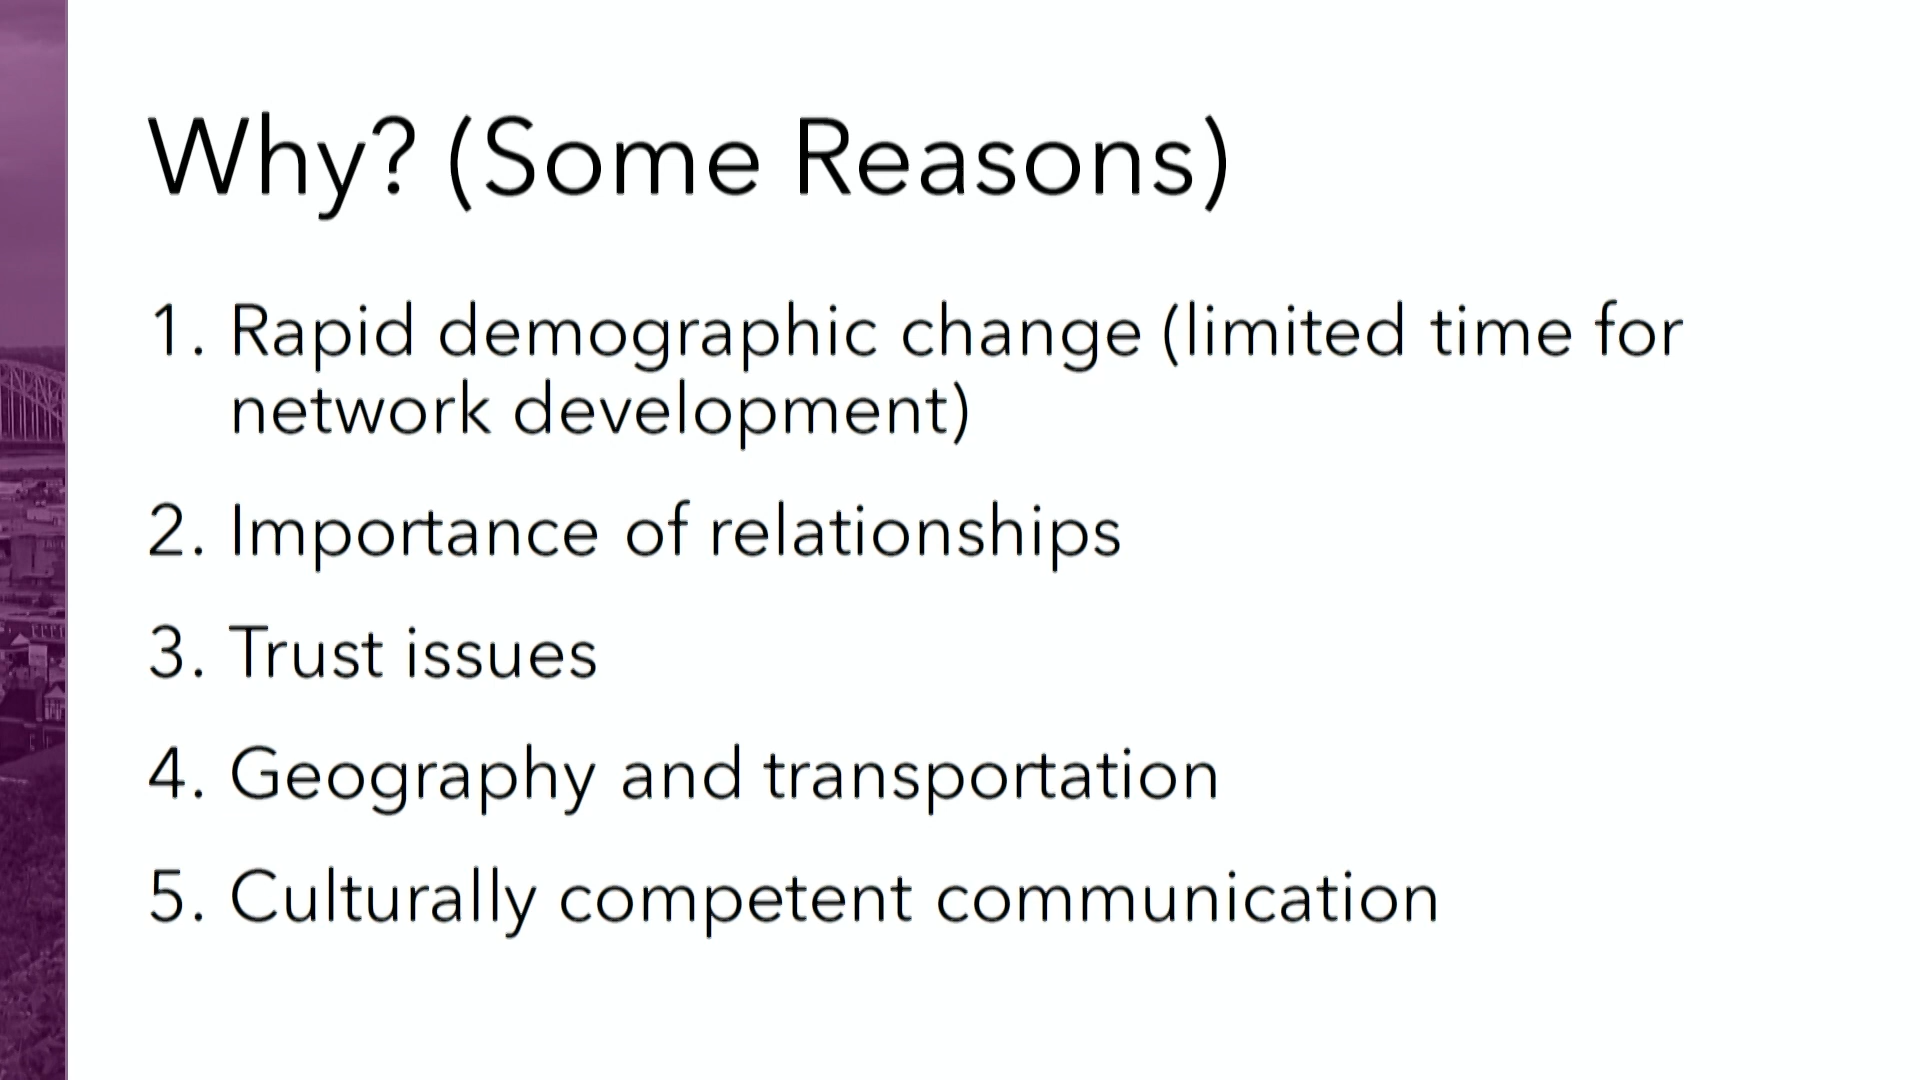 Why? (Some Reasons)
1. Rapid demographic change (limited time for
network development)
2. Importance of relationships
3. Trust issues
4. Geography and transportation
5. Culturally competent communication